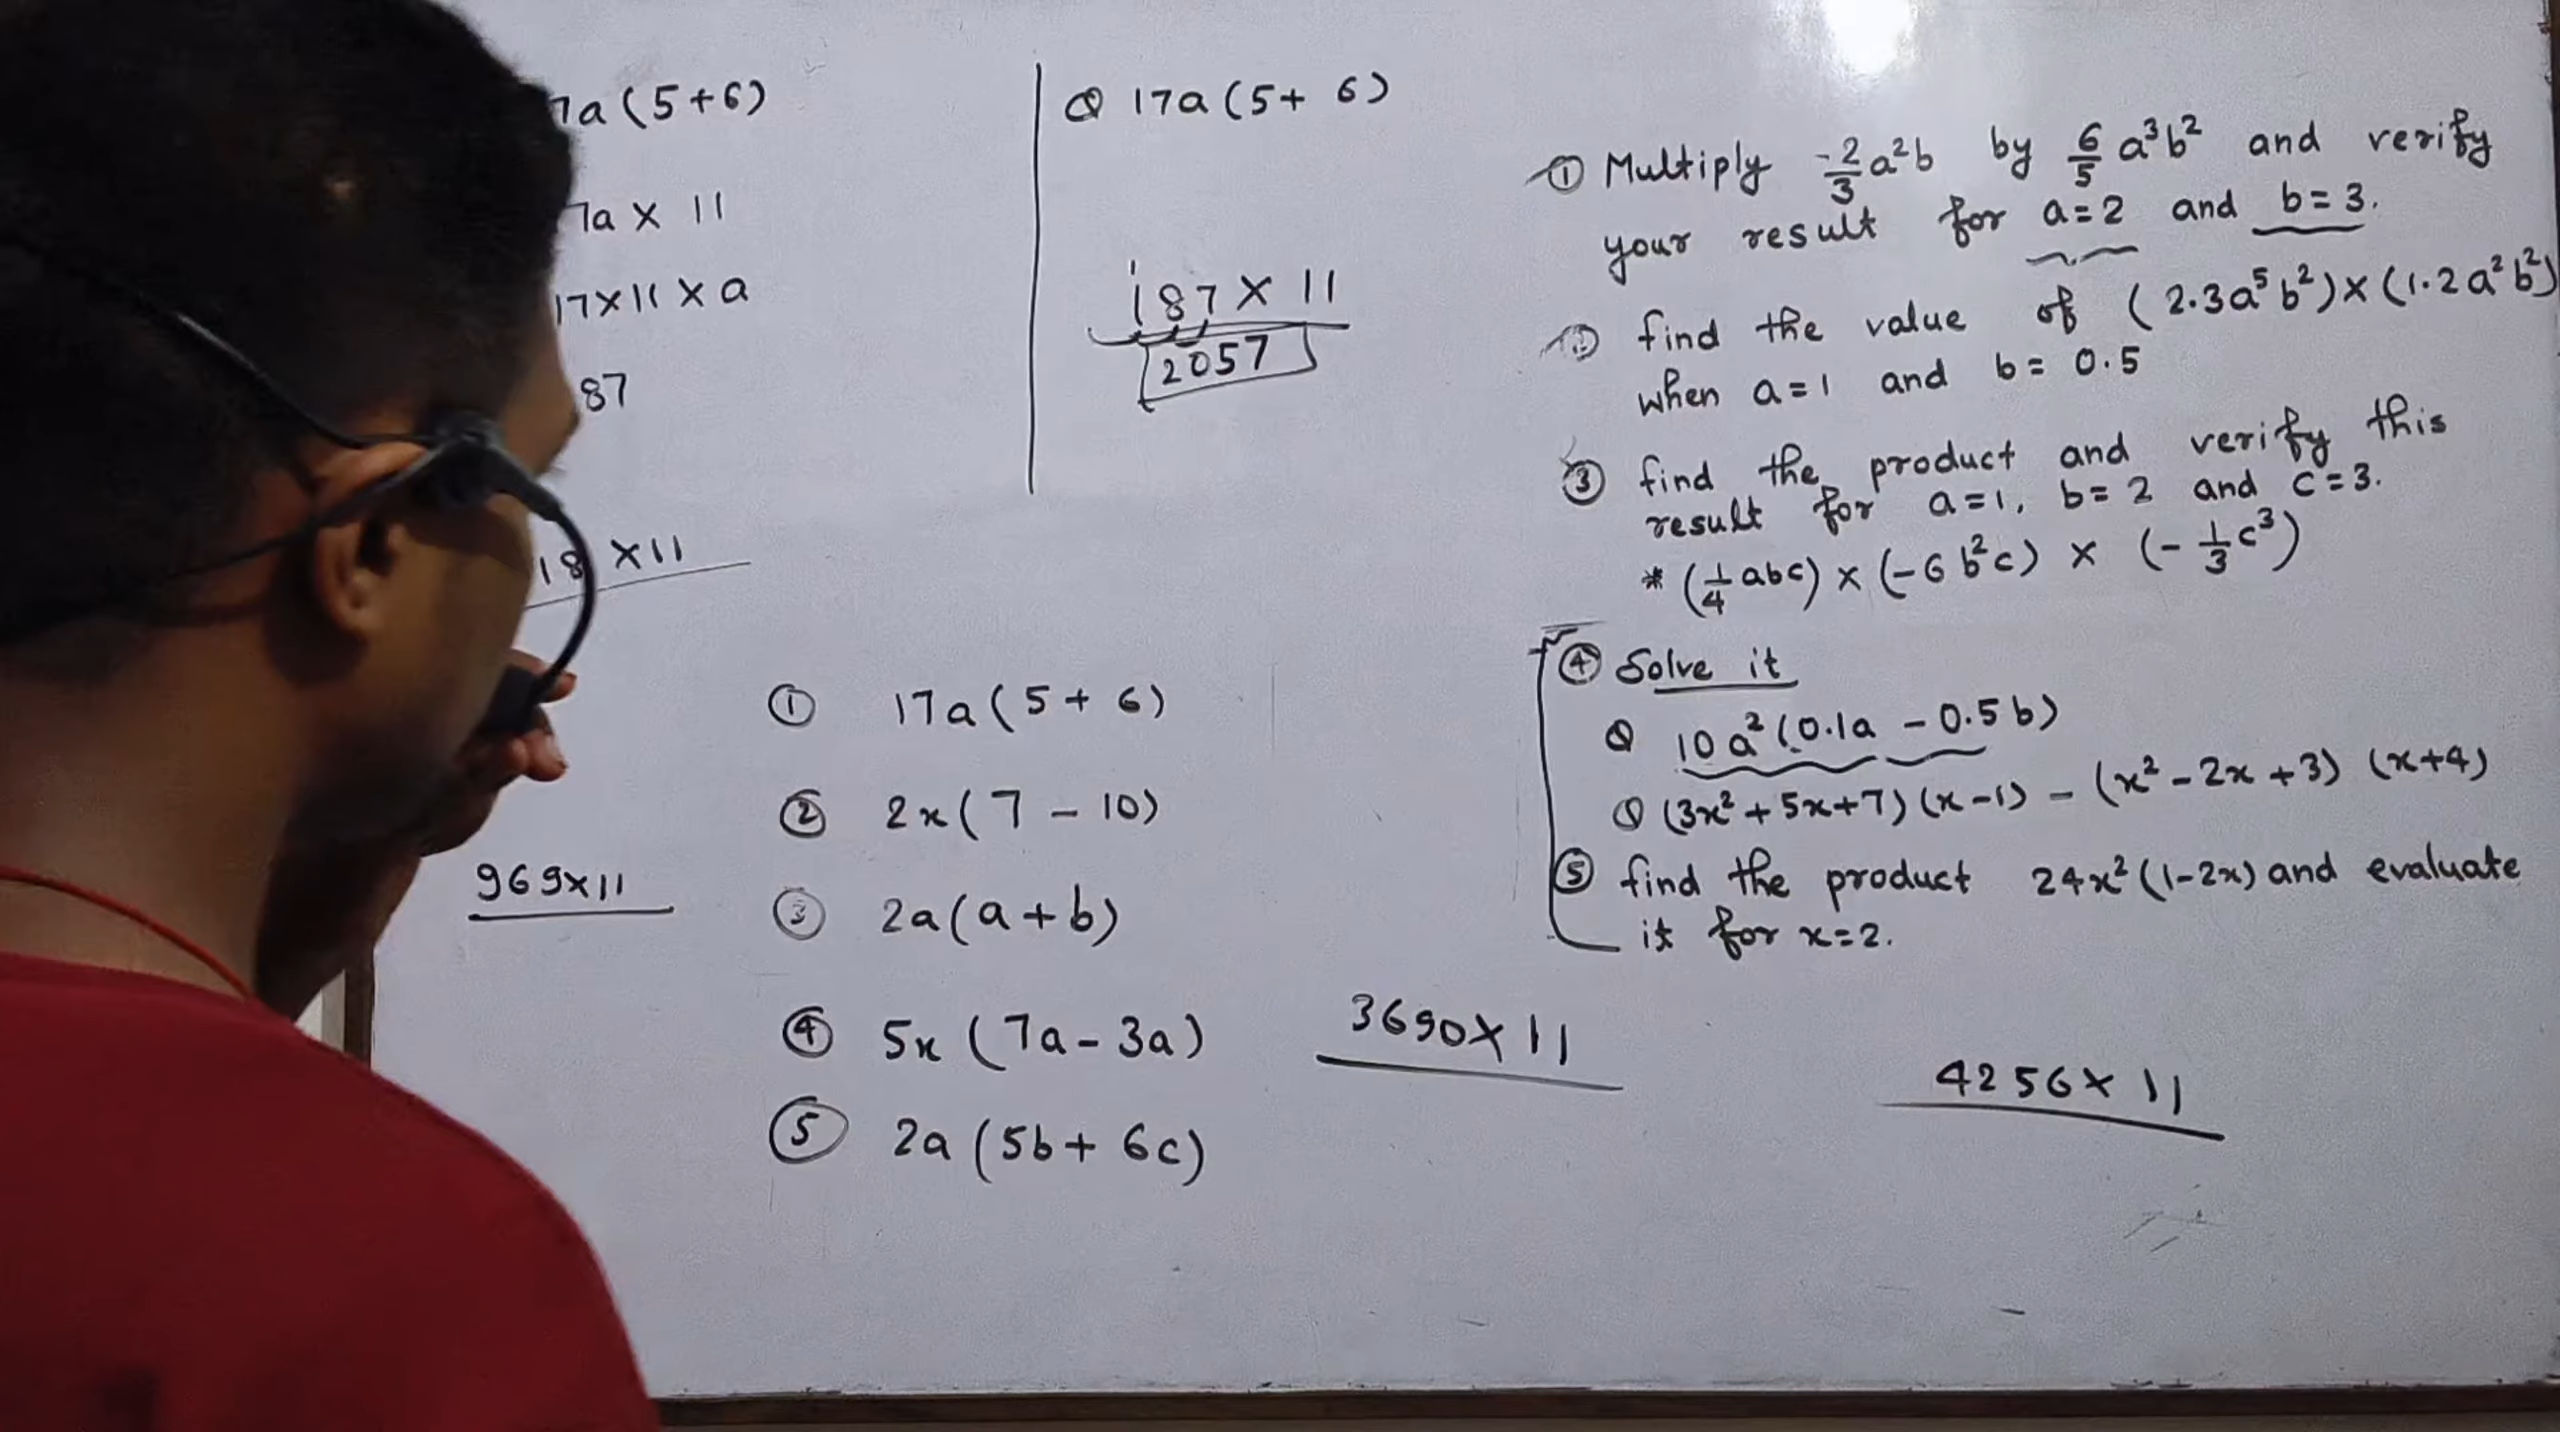 7a (5+6)
7a × 11
17×11 × a
87
18 ×11
969×11
Q 17a (5+ 6)
187 × 11
2057
① 17a (5 + 6)
② 2x (7 - 10)
③ 2a (a + b)
④ 5x (7a - 3a)
⑤ 2a (5b + 6c)
① Multiply -2/3 a²b by 6/5 a³b² and verify
your result for a=2 and b=3.
② find the value of (2.3a⁵b²)×(1.2a²b²)
when a=1 and b= 0.5
③ find the product and verify this
result for a=1, b=2 and c=3.
* (1/4 abc) × (-6b²c) × (- 1/3 c³)
④ Solve it
Q 10a² (0.1a - 0.5b)
Q (3x² + 5x+7) (x-1) - (x² - 2x +3) (x+4)
⑤ find the product 24x² (1-2x) and evaluate
it for x=2.
3690× 11
4256× 11